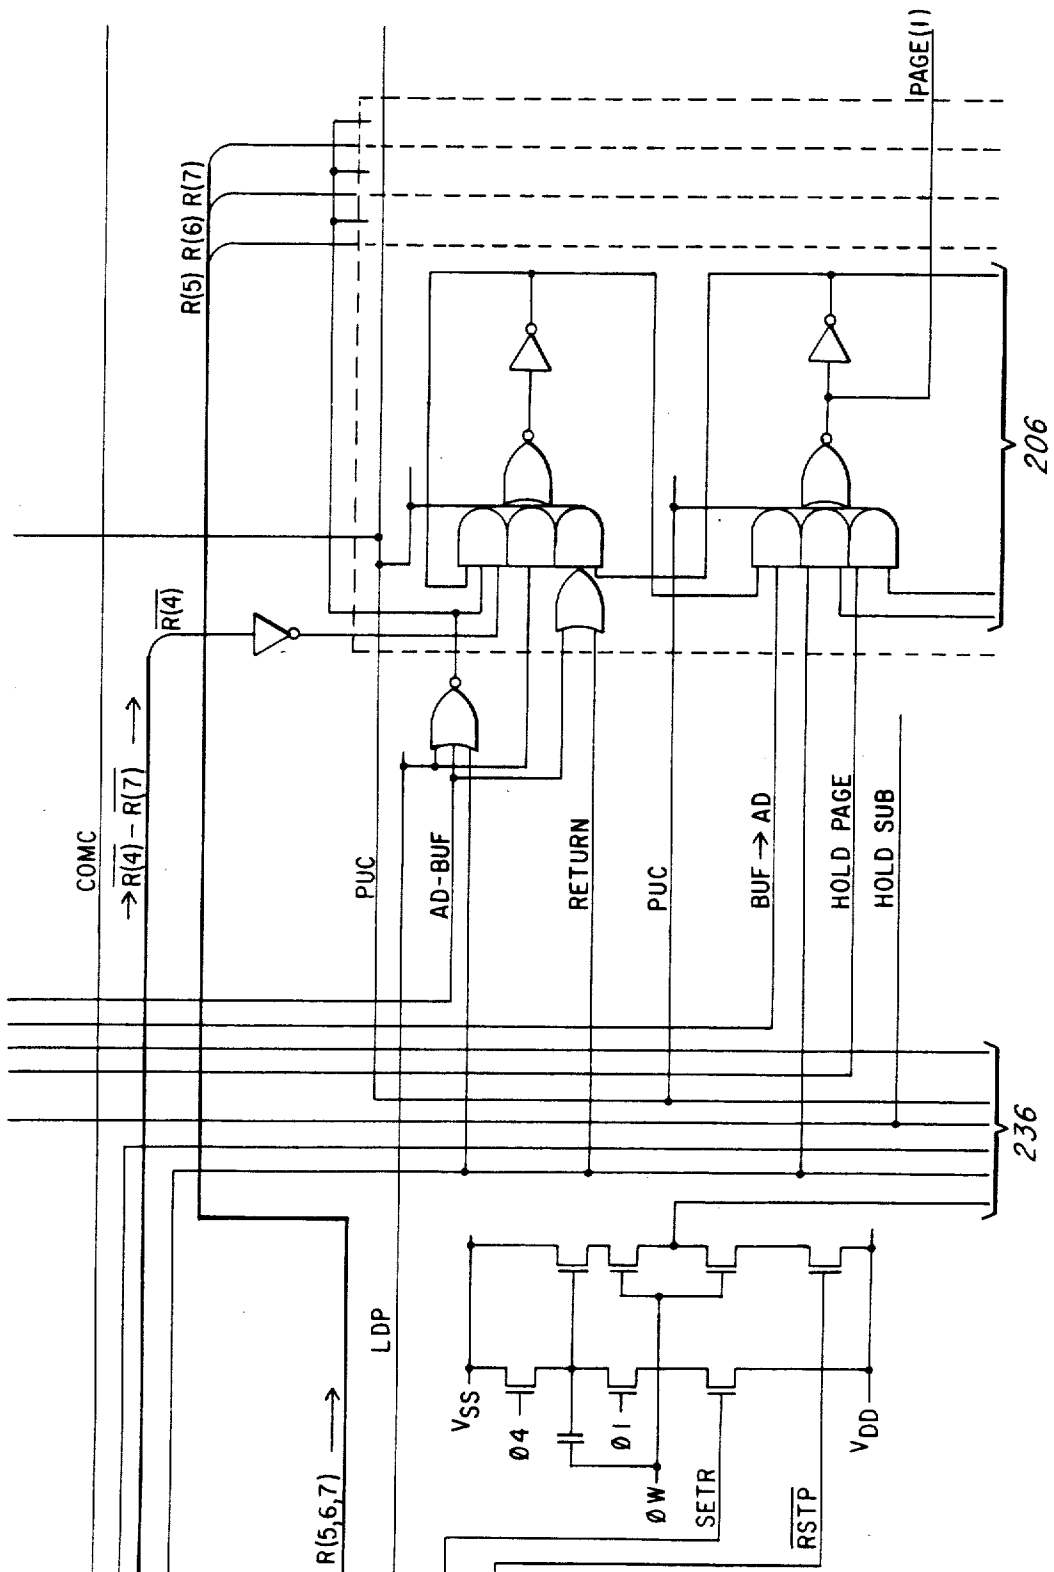 COMC
→R̅(̅4̅)̅ - R̅(̅7̅)̅ →
R̅(̅4̅)̅
R(5) R(6) R(7)
PAGE(1)
PUC
AD-BUF
RETURN
PUC
BUF → AD
HOLD PAGE
HOLD SUB
206
236
R(5,6,7) →
LDP
VSS
Ø4
Ø1
ØW
SETR
R̅S̅T̅P̅
VDD